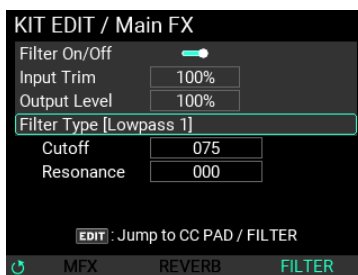 KIT EDIT / Main FX
Filter On/Off
Input Trim 100%
Output Level 100%
Filter Type [Lowpass 1]
Cutoff 075
Resonance 000
EDIT : Jump to CC PAD / FILTER
MFX REVERB FILTER